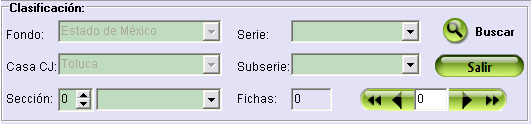 Clasificación:
Fondo: Estado de México Serie: Buscar
Casa CJ: Toluca Subserie: Salir
Sección: 0 Fichas: 0 0